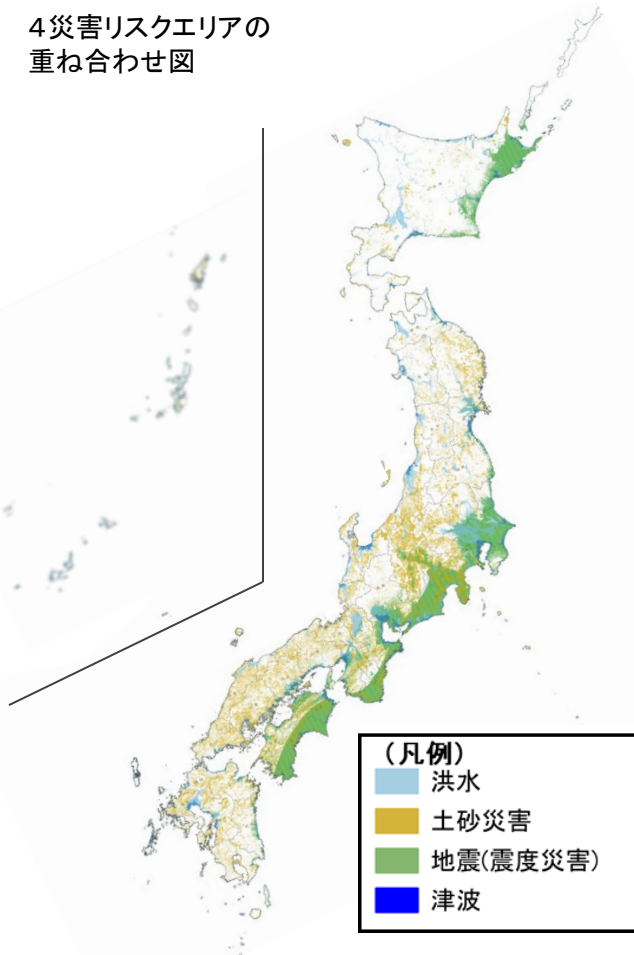 4災害リスクエリアの
重ね合わせ図
(凡例)
洪水
土砂災害
地震(震度災害)
津波